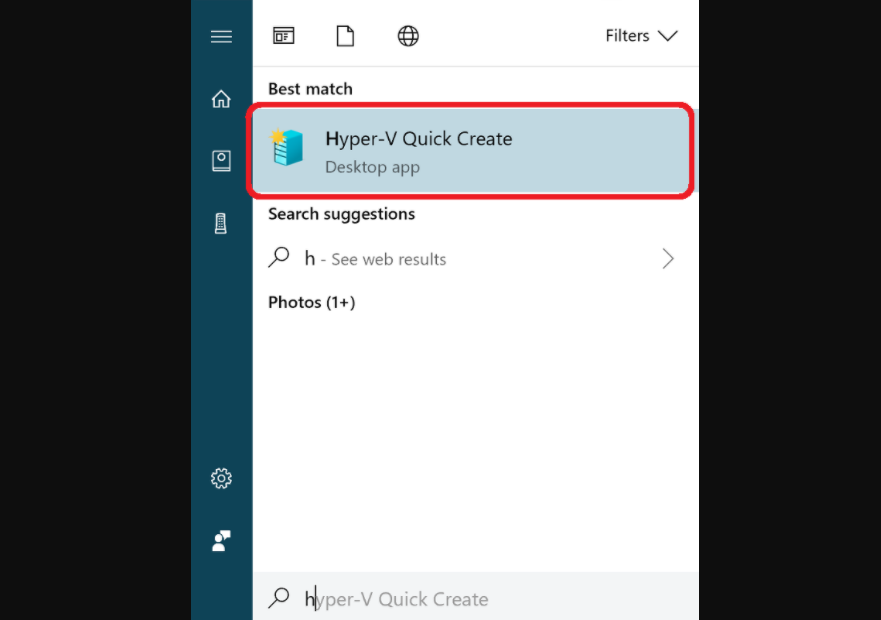 Filters
Best match
Hyper-V Quick Create
Desktop app
Search suggestions
h - See web results
Photos (1+)
hyper-V Quick Create